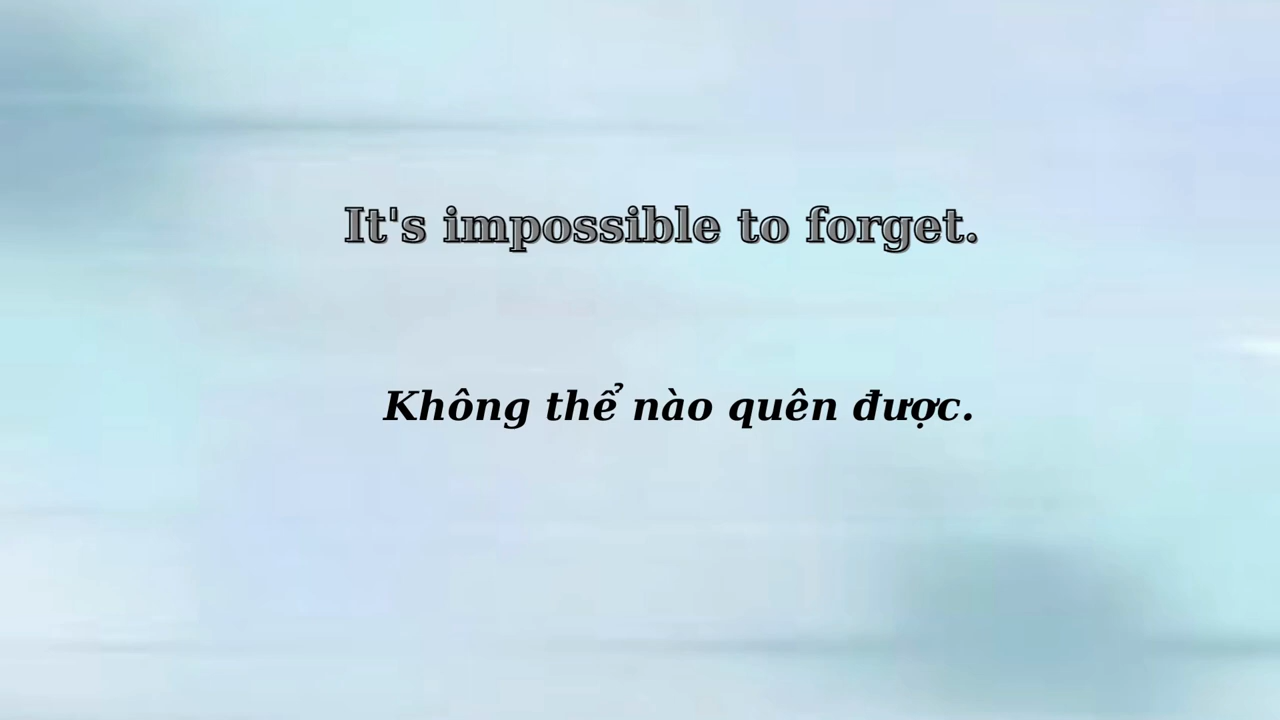 It's impossible to forget.
Không thể nào quên được.